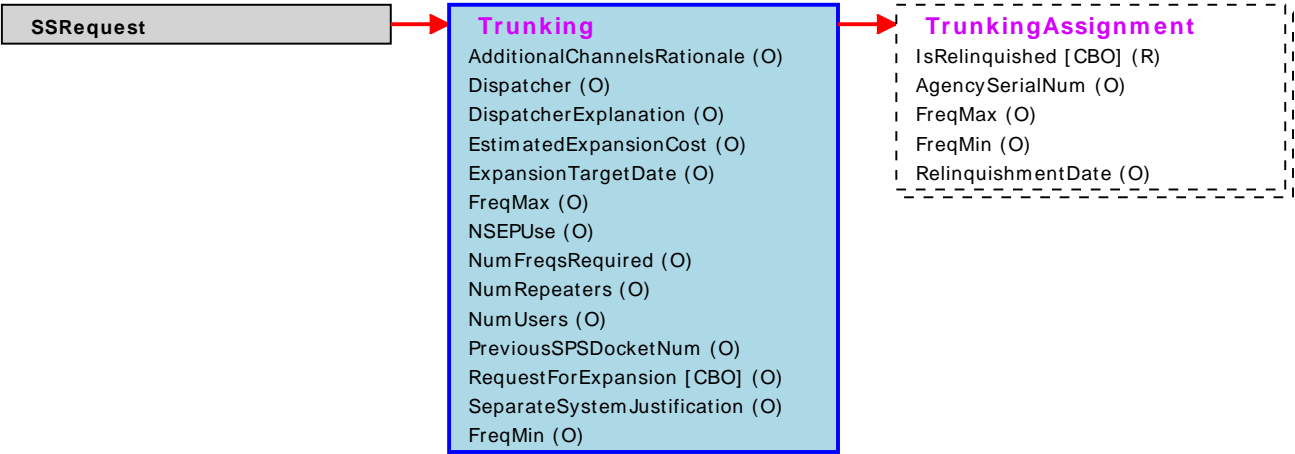 SSRequest
Trunking
AdditionalChannelsRationale (O)
Dispatcher (O)
DispatcherExplanation (O)
EstimatedExpansionCost (O)
ExpansionTargetDate (O)
FreqMax (O)
NSEPUse (O)
NumFreqsRequired (O)
NumRepeaters (O)
NumUsers (O)
PreviousSPSDocketNum (O)
RequestForExpansion [CBO] (O)
SeparateSystemJustification (O)
FreqMin (O)
TrunkingAssignment
IsRelinquished [CBO] (R)
AgencySerialNum (O)
FreqMax (O)
FreqMin (O)
RelinquishmentDate (O)